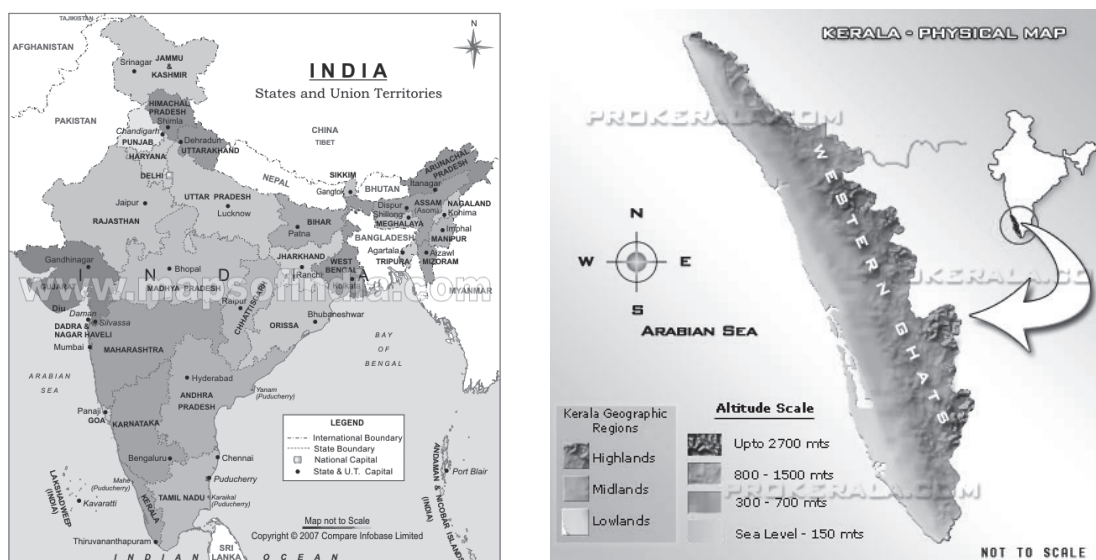 INDIA
States and Union Territories
N
TAJIKISTAN
AFGHANISTAN
JAMMU
&
KASHMIR
Srinagar
PAKISTAN
HIMACHAL
PRADESH
Shimla
Chandigarh
PUNJAB
Dehradun
UTTARAKHAND
HARYANA
DELHI
CHINA
TIBET
NEPAL
SIKKIM
Gangtok
BHUTAN
ARUNACHAL
PRADESH
Itanagar
Jaipur
RAJASTHAN
UTTAR PRADESH
Lucknow
BIHAR
Patna
Dispur
ASSAM
(Asom)
NAGALAND
Kohima
Shillong
MEGHALAYA
Imphal
MANIPUR
BANGLADESH
Agartala
TRIPURA
Aizawl
MIZORAM
Gandhinagar
GUJARAT
Bhopal
MADHYA PRADESH
JHARKHAND
Ranchi
WEST
BENGAL
Kolkata
I N D I A
www.mapsofindia.com
MYANMAR
Diu
Daman
Silvassa
DADRA &
NAGAR HAVELI
Raipur
CHHATTISGARH
ORISSA
Bhubaneshwar
Mumbai
MAHARASHTRA
BAY
OF
BENGAL
ARABIAN
SEA
Hyderabad
ANDHRA
PRADESH
Yanam
(Puducherry)
Panaji
GOA
KARNATAKA
LEGEND
International Boundary
State Boundary
National Capital
State & U.T. Capital
Bengaluru
Chennai
Mahe
(Puducherry)
Puducherry
Karaikal
(Puducherry)
TAMIL NADU
KERALA
LAKSHADWEEP
(INDIA)
Kavaratti
ANDAMAN & NICOBAR ISLANDS
(INDIA)
Port Blair
Thiruvananthapuram
SRI
LANKA
Map not to Scale
Copyright © 2007 Compare Infobase Limited
INDIAN OCEAN
KERALA - PHYSICAL MAP
PROKERALA.COM
WESTERN GHATS
N
W E
S
PROKERALA.COM
ARABIAN SEA
Kerala Geographic
Regions
Highlands
Midlands
Lowlands
Altitude Scale
Upto 2700 mts
800 - 1500 mts
300 - 700 mts
Sea Level - 150 mts
PROKERALA.COM
NOT TO SCALE